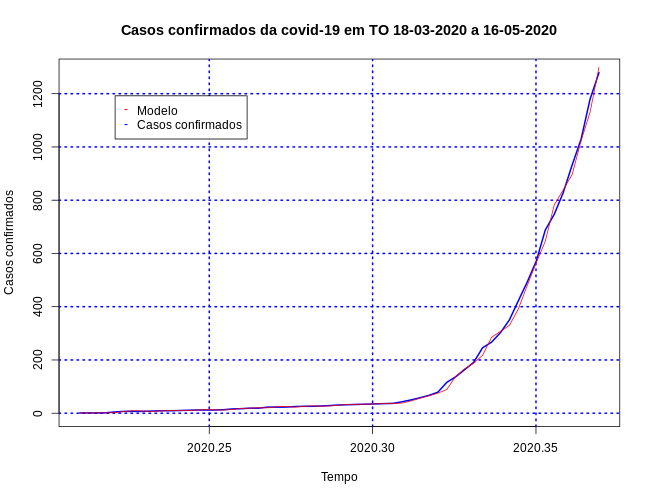 Casos confirmados da covid-19 em TO 18-03-2020 a 16-05-2020
Casos confirmados
1200
1000
800
600
400
200
0
- Modelo
- Casos confirmados
2020.25
2020.30
2020.35
Tempo